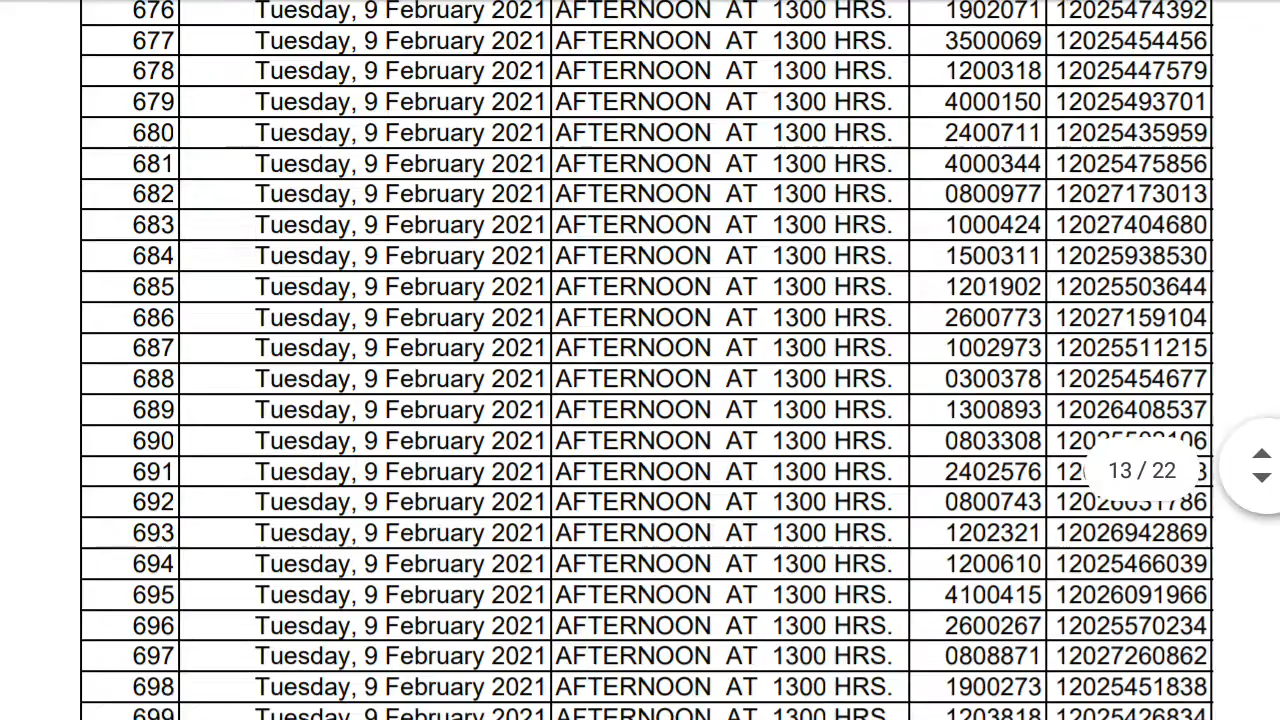 676 Tuesday, 9 February 2021 AFTERNOON AT 1300 HRS. 1902071 12025474392
677 Tuesday, 9 February 2021 AFTERNOON AT 1300 HRS. 3500069 12025454456
678 Tuesday, 9 February 2021 AFTERNOON AT 1300 HRS. 1200318 12025447579
679 Tuesday, 9 February 2021 AFTERNOON AT 1300 HRS. 4000150 12025493701
680 Tuesday, 9 February 2021 AFTERNOON AT 1300 HRS. 2400711 12025435959
681 Tuesday, 9 February 2021 AFTERNOON AT 1300 HRS. 4000344 12025475856
682 Tuesday, 9 February 2021 AFTERNOON AT 1300 HRS. 0800977 12027173013
683 Tuesday, 9 February 2021 AFTERNOON AT 1300 HRS. 1000424 12027404680
684 Tuesday, 9 February 2021 AFTERNOON AT 1300 HRS. 1500311 12025938530
685 Tuesday, 9 February 2021 AFTERNOON AT 1300 HRS. 1201902 12025503644
686 Tuesday, 9 February 2021 AFTERNOON AT 1300 HRS. 2600773 12027159104
687 Tuesday, 9 February 2021 AFTERNOON AT 1300 HRS. 1002973 12025511215
688 Tuesday, 9 February 2021 AFTERNOON AT 1300 HRS. 0300378 12025454677
689 Tuesday, 9 February 2021 AFTERNOON AT 1300 HRS. 1300893 12026408537
690 Tuesday, 9 February 2021 AFTERNOON AT 1300 HRS. 0803308
691 Tuesday, 9 February 2021 AFTERNOON AT 1300 HRS. 2402576
13 / 22
692 Tuesday, 9 February 2021 AFTERNOON AT 1300 HRS. 0800743
693 Tuesday, 9 February 2021 AFTERNOON AT 1300 HRS. 1202321 12026942869
694 Tuesday, 9 February 2021 AFTERNOON AT 1300 HRS. 1200610 12025466039
695 Tuesday, 9 February 2021 AFTERNOON AT 1300 HRS. 4100415 12026091966
696 Tuesday, 9 February 2021 AFTERNOON AT 1300 HRS. 2600267 12025570234
697 Tuesday, 9 February 2021 AFTERNOON AT 1300 HRS. 0808871 12027260862
698 Tuesday, 9 February 2021 AFTERNOON AT 1300 HRS. 1900273 12025451838
699 Tuesday, 9 February 2021 AFTERNOON AT 1300 HRS. 1203818 12025426834